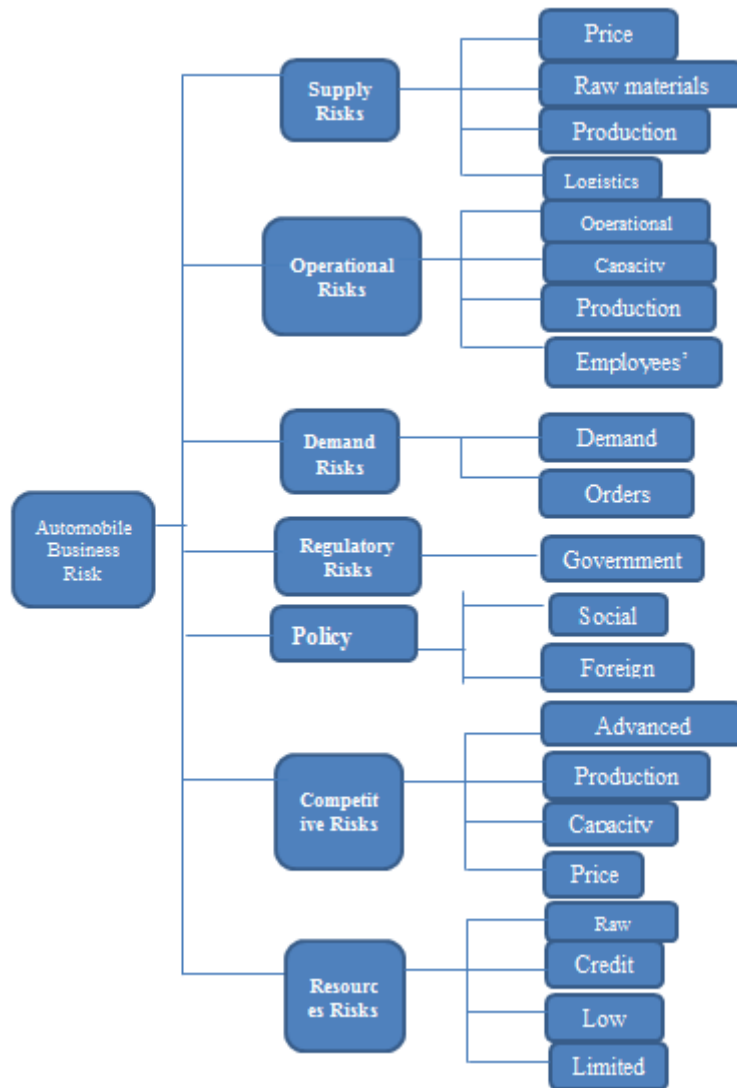 Price
Supply
Risks
Raw materials
Production
Logistics
Operational
Operational
Risks
Capacity
Production
Employees'
Demand
Risks
Demand
Orders
Automobile
Business
Risk
Regulatory
Risks
Government
Policy
Social
Foreign
Advanced
Competit
ive Risks
Production
Capacity
Price
Raw
Resourc
es Risks
Credit
Low
Limited